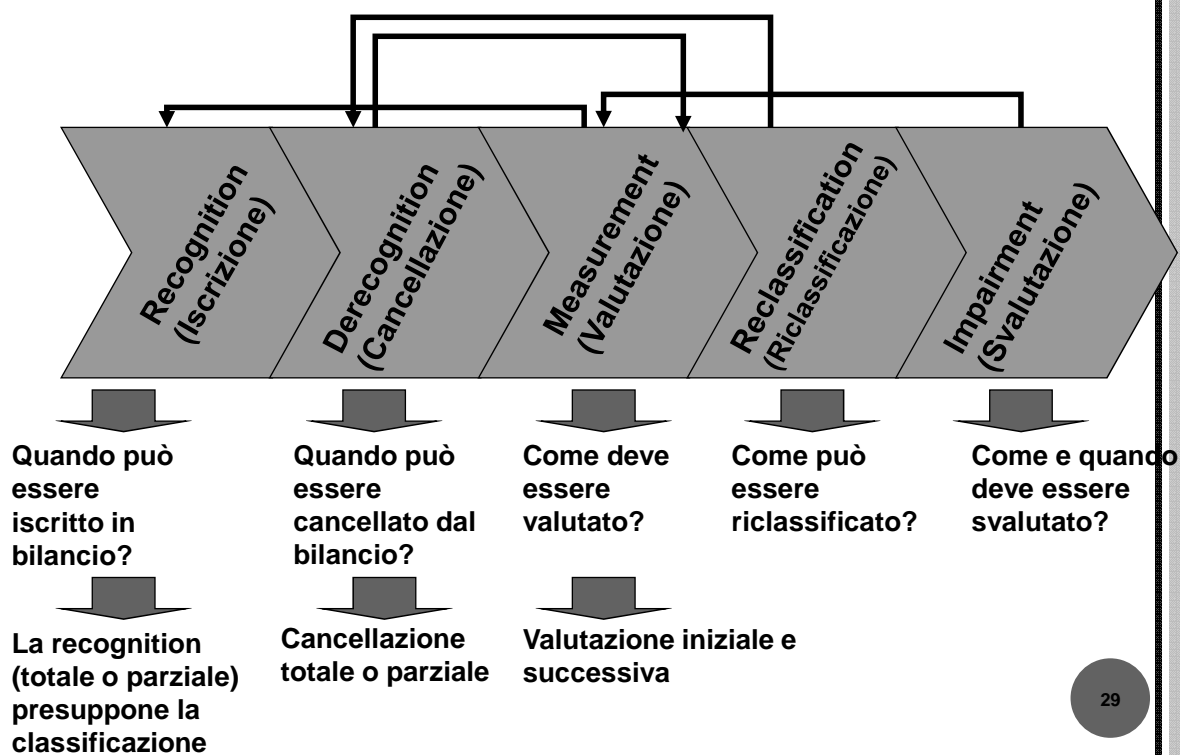 Recognition
(Iscrizione)
Derecognition
(Cancellazione)
Measurement
(Valutazione)
Reclassification
(Riclassificazione)
Impairment
(Svalutazione)
Quando può
essere
iscritto in
bilancio?
Quando può
essere
cancellato dal
bilancio?
Come deve
essere
valutato?
Come può
essere
riclassificato?
Come e quando
deve essere
svalutato?
La recognition
(totale o parziale)
presuppone la
classificazione
Cancellazione
totale o parziale
Valutazione iniziale e
successiva
29